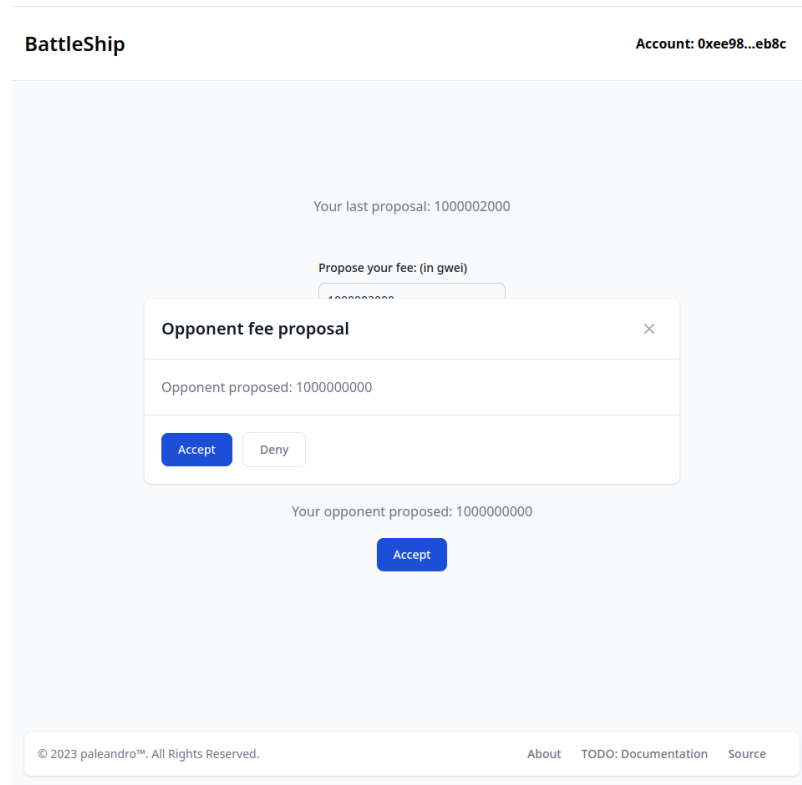 BattleShip
Account: 0xee98...eb8c
Your last proposal: 1000002000
Propose your fee: (in gwei)
Opponent fee proposal
Opponent proposed: 1000000000
Accept
Deny
Your opponent proposed: 1000000000
Accept
© 2023 paleandro™. All Rights Reserved.
About
TODO: Documentation
Source